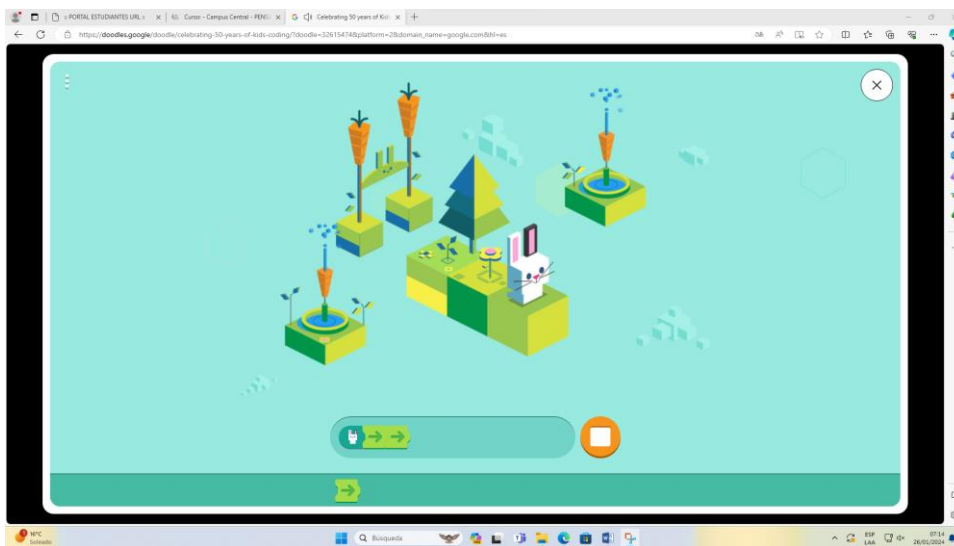 :: PORTAL ESTUDIANTES URL ::
Curso - Campus Central - PENS
Celebrating 50 years of Kids
https://doodles.google/doodle/celebrating-50-years-of-kids-coding/?doodle=32615474&platform=2&domain_name=google.com&hl=es
16°C
Soleado
Búsqueda
ESP
LAA
07:14
26/01/2024